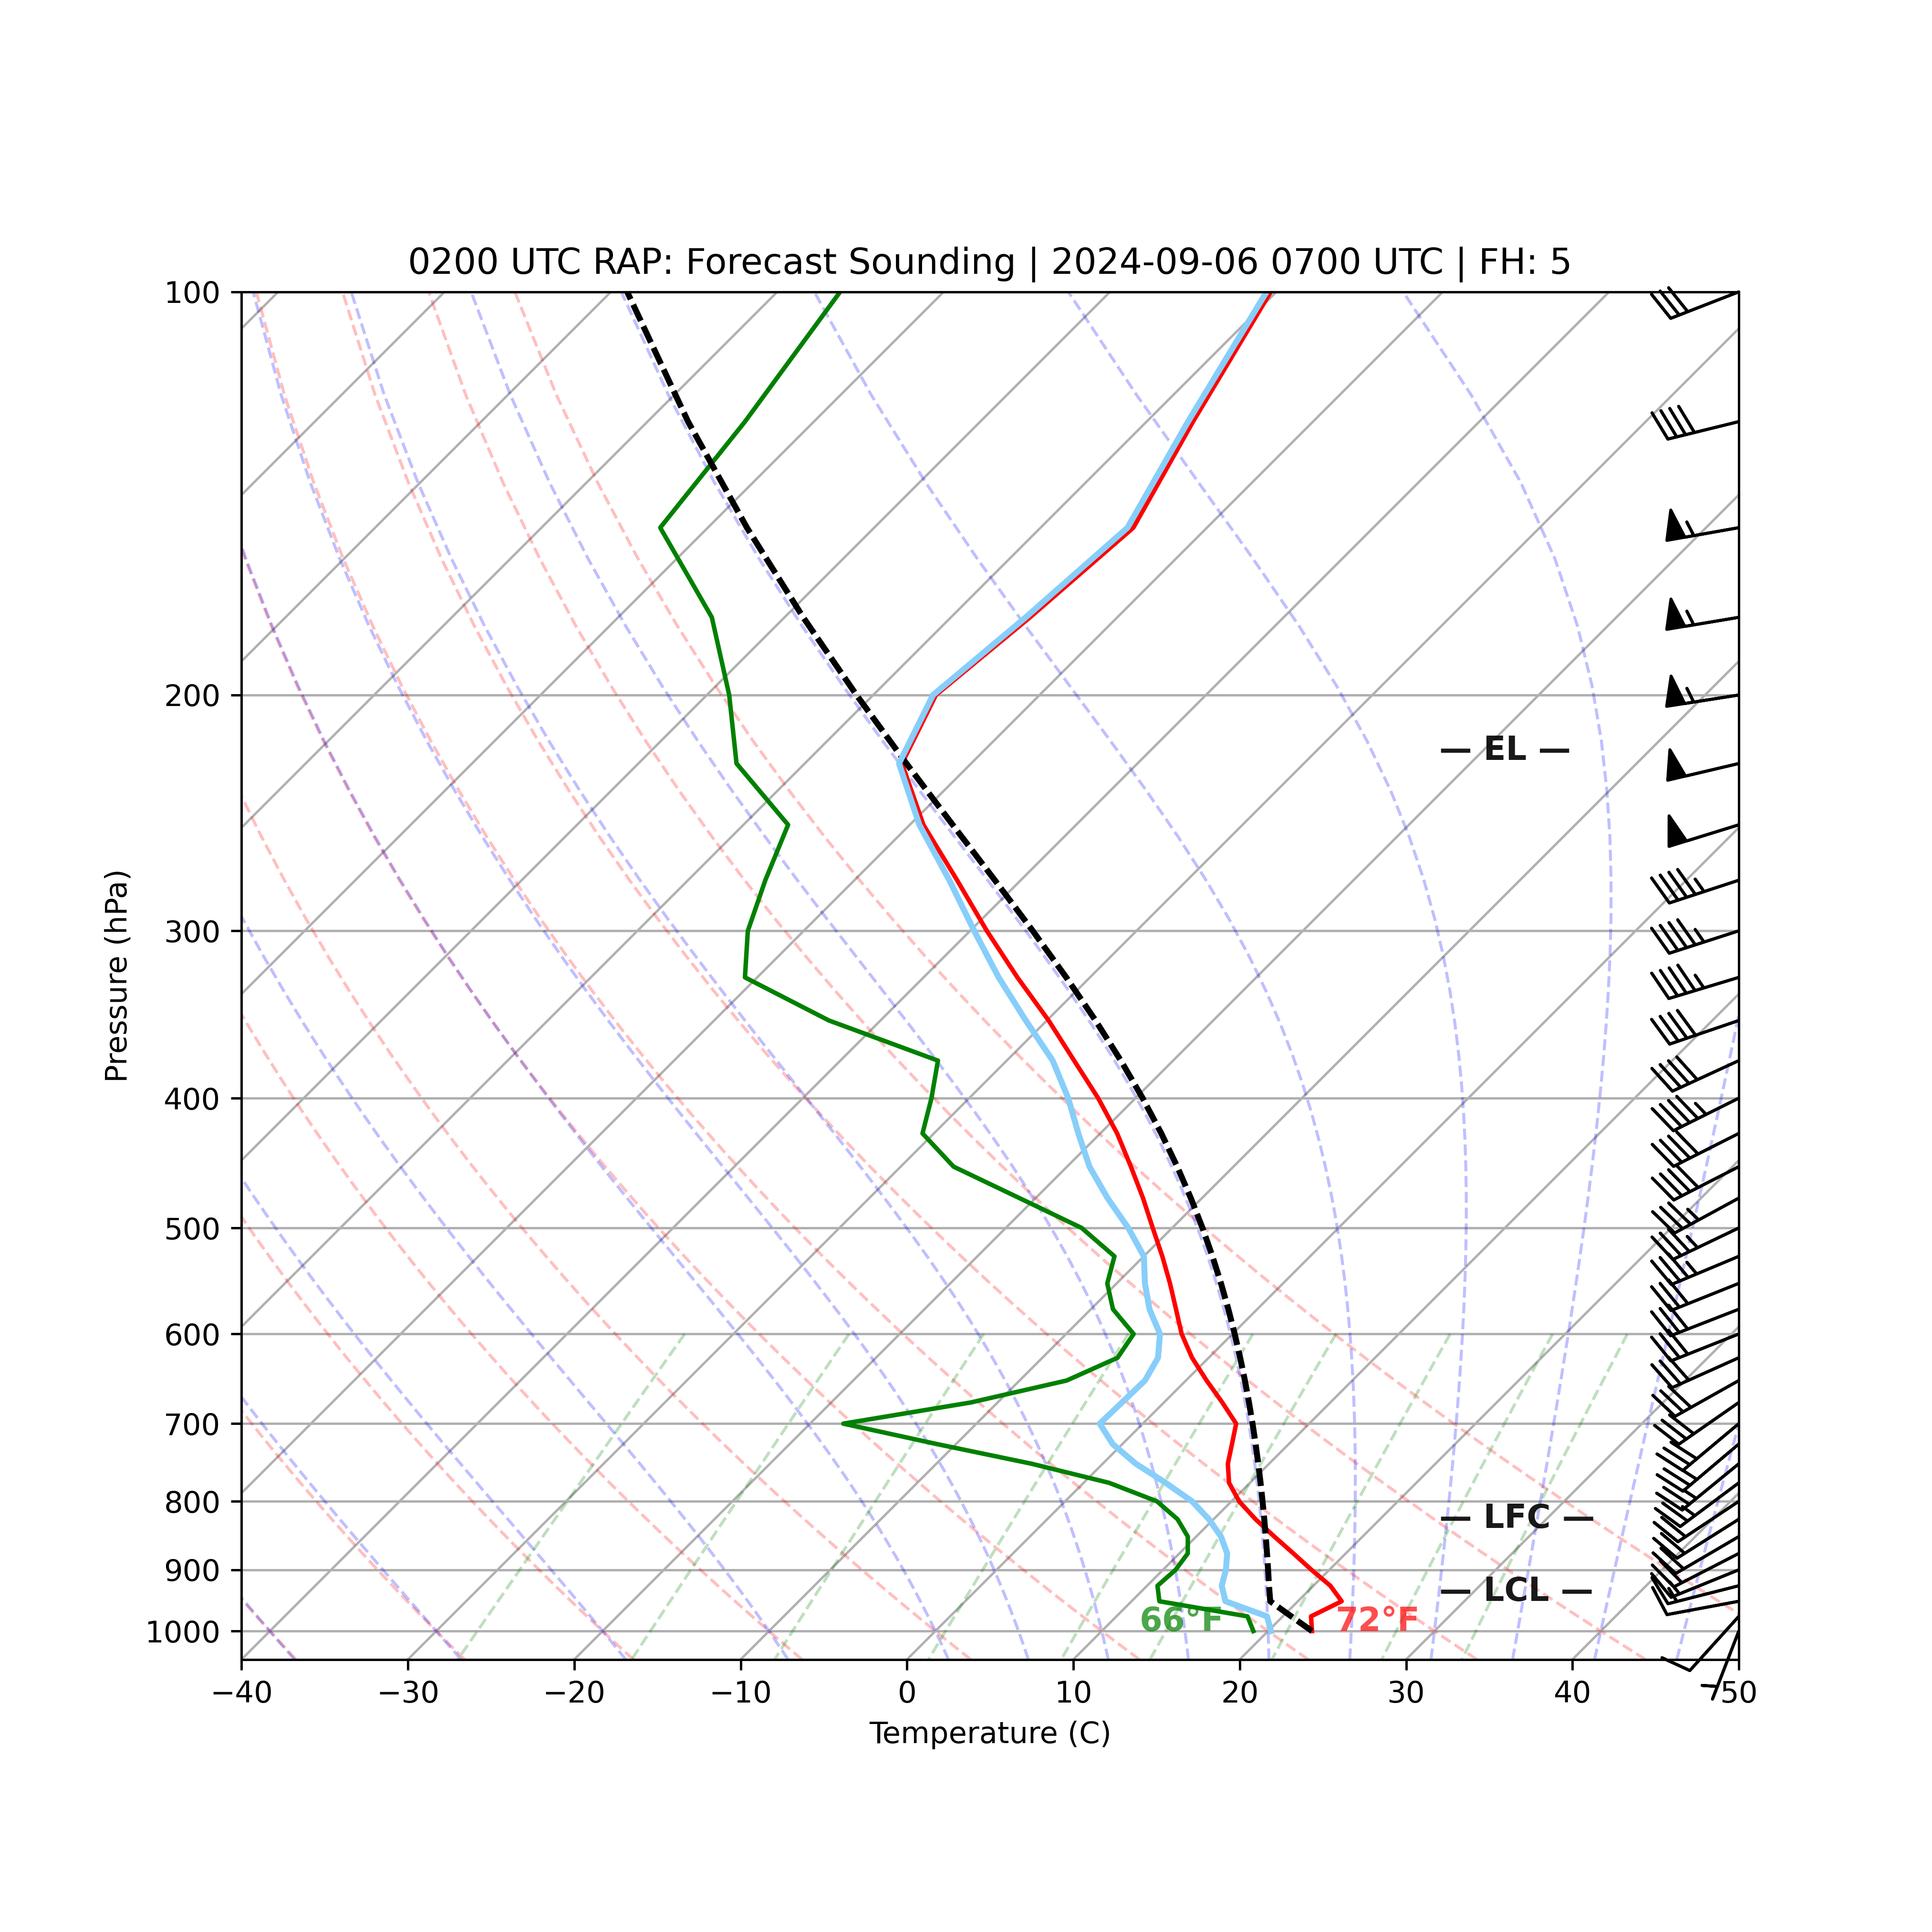 0200 UTC RAP: Forecast Sounding | 2024-09-06 0700 UTC | FH: 5
100
200
— EL —
300
Pressure (hPa)
400
500
600
700
800
— LFC —
900
— LCL —
66°F 72°F
1000
−40 −30 −20 −10 0 10 20 30 40 50
Temperature (C)